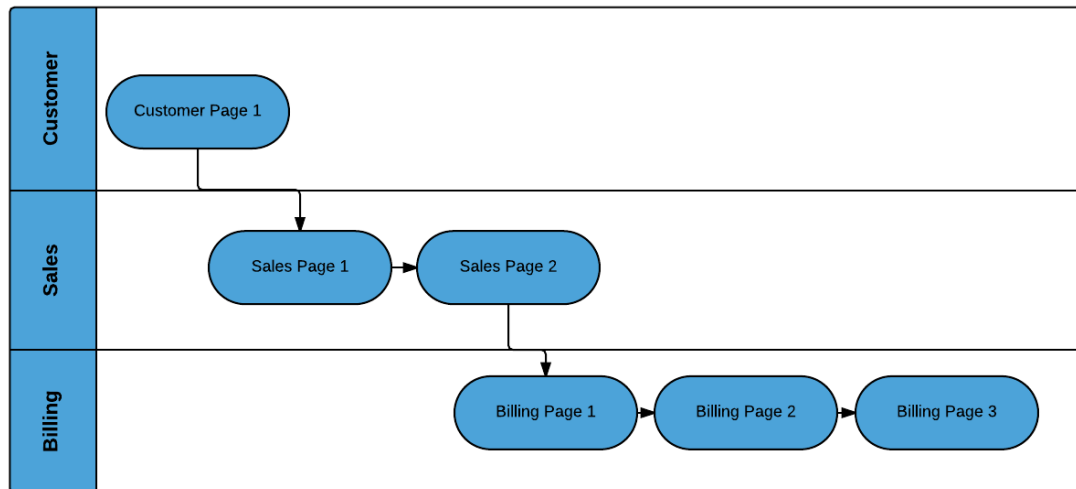 Customer
Customer Page 1
Sales
Sales Page 1
Sales Page 2
Billing
Billing Page 1
Billing Page 2
Billing Page 3